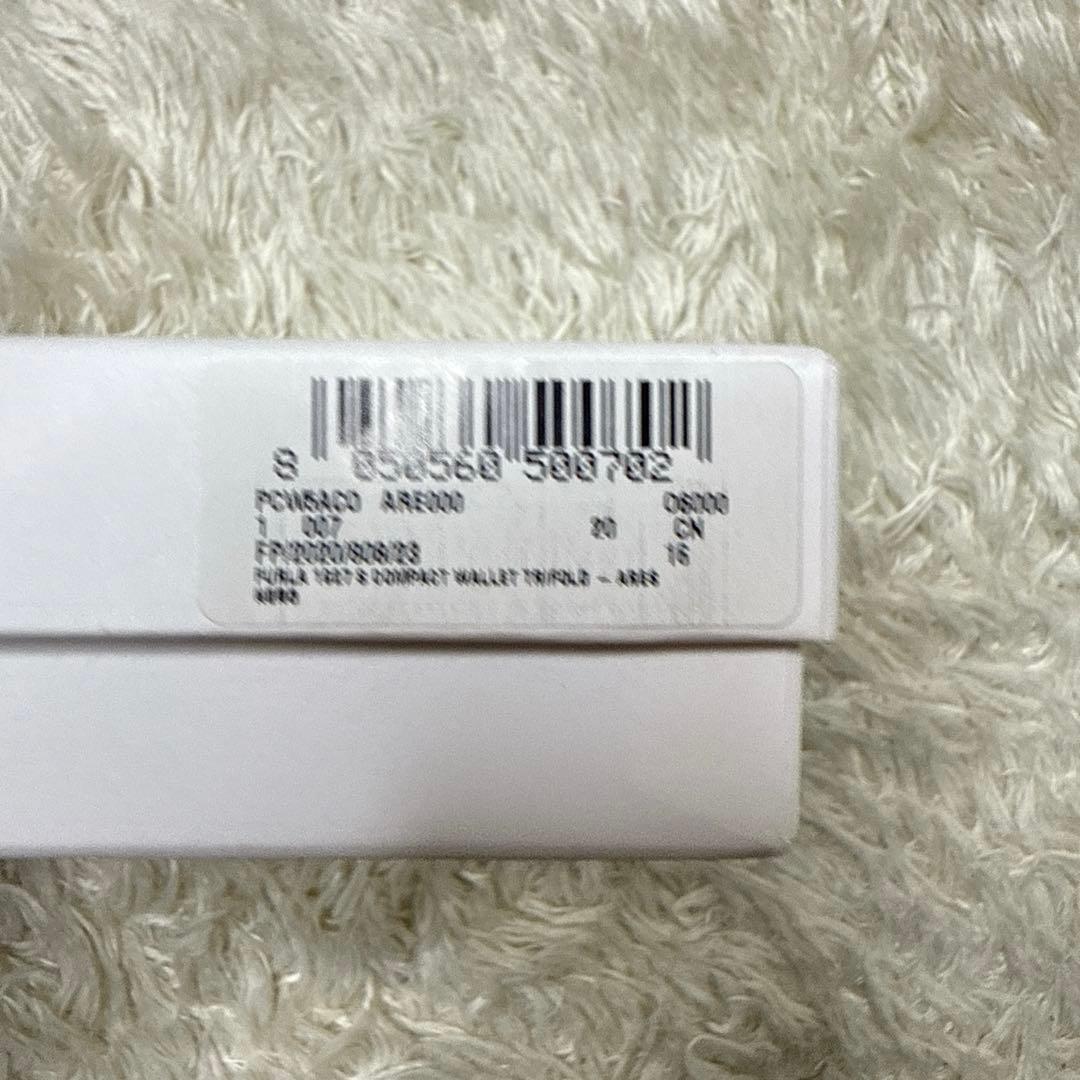 8 050560 500702
PCW5ACO ARE000 O6000
1 007 20 CN
FP/2020/808/23 16
FURLA 1927 S COMPACT WALLET TRIFOLD - ARES
NERO